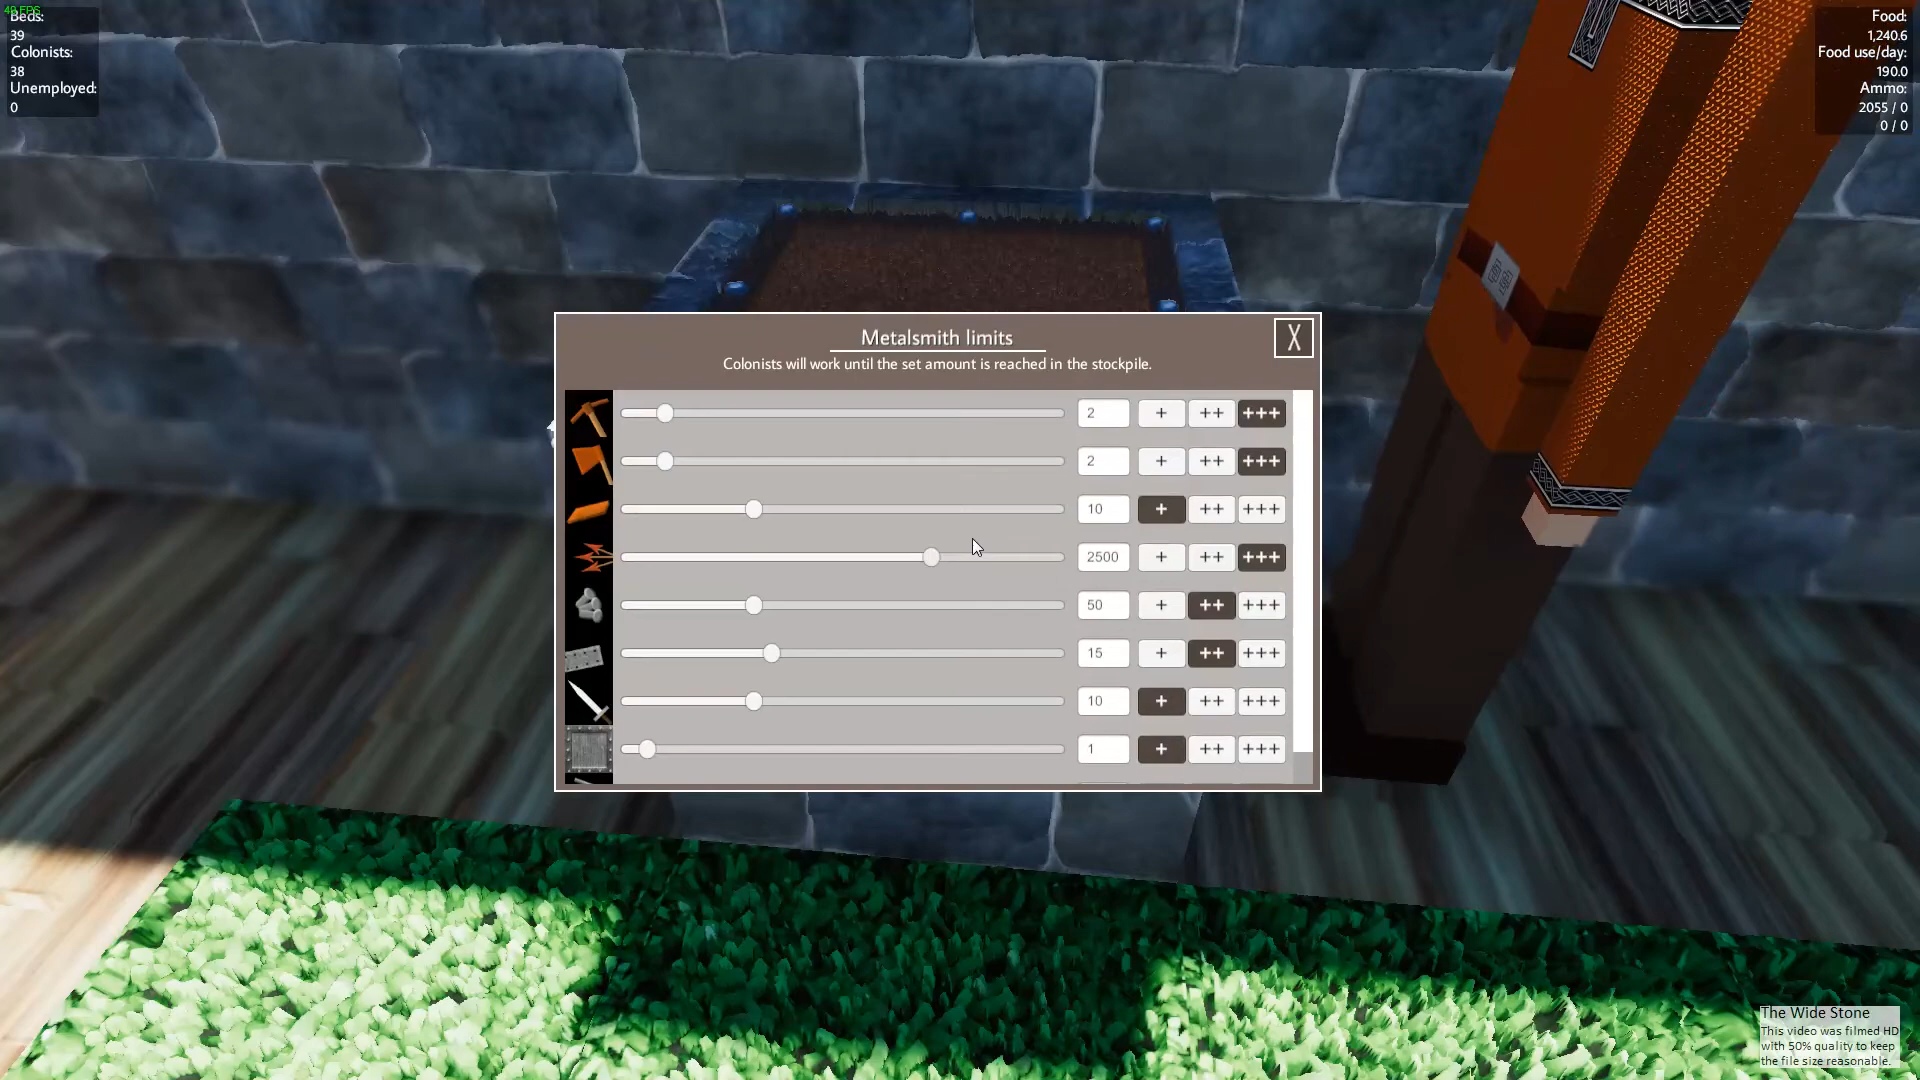 49 FPS
Beds:
39
Colonists:
38
Unemployed:
0
Food:
1,240.6
Food use/day:
190.0
Ammo:
2055 / 0
0 / 0
Metalsmith limits
X
Colonists will work until the set amount is reached in the stockpile.
2 + ++ +++
2 + ++ +++
10 + ++ +++
2500 + ++ +++
50 + ++ +++
15 + ++ +++
10 + ++ +++
1 + ++ +++
The Wide Stone
This video was filmed HD
with 50% quality to keep
the file size reasonable.